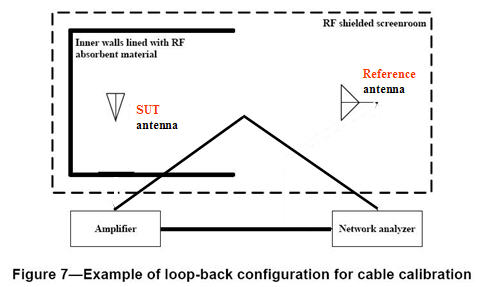 RF shielded screenroom
Inner walls lined with RF
absorbent material
Reference
antenna
SUT
antenna
Amplifier
Network analyzer
Figure 7—Example of loop-back configuration for cable calibration